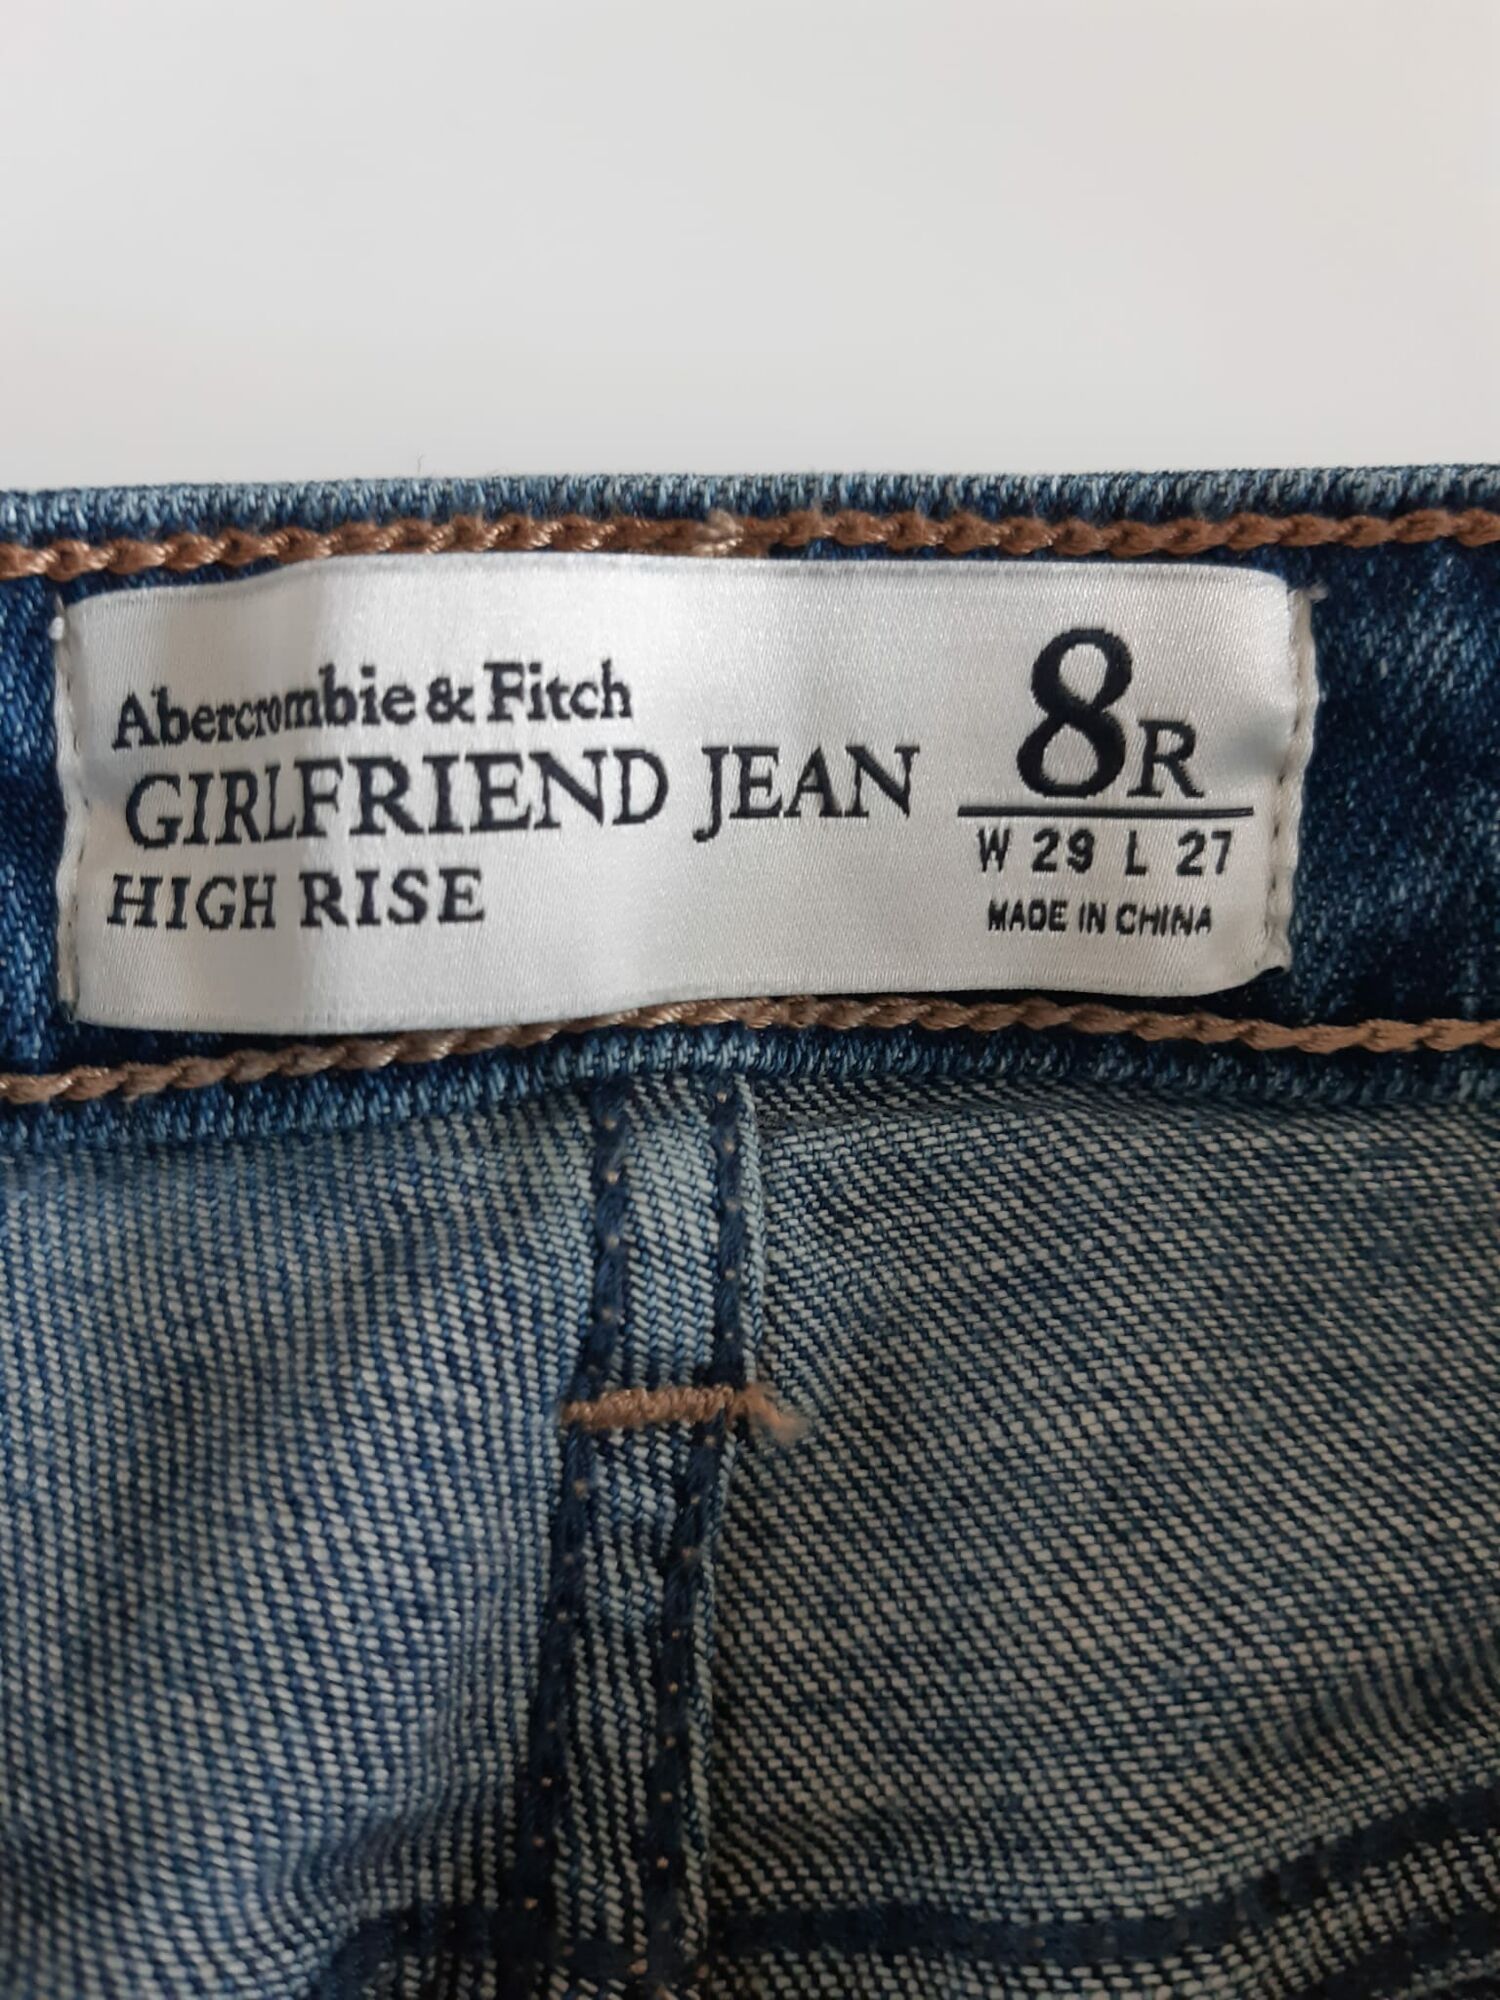 Abercrombie & Fitch
GIRLFRIEND JEAN
HIGH RISE
8R
W 29 L 27
MADE IN CHINA